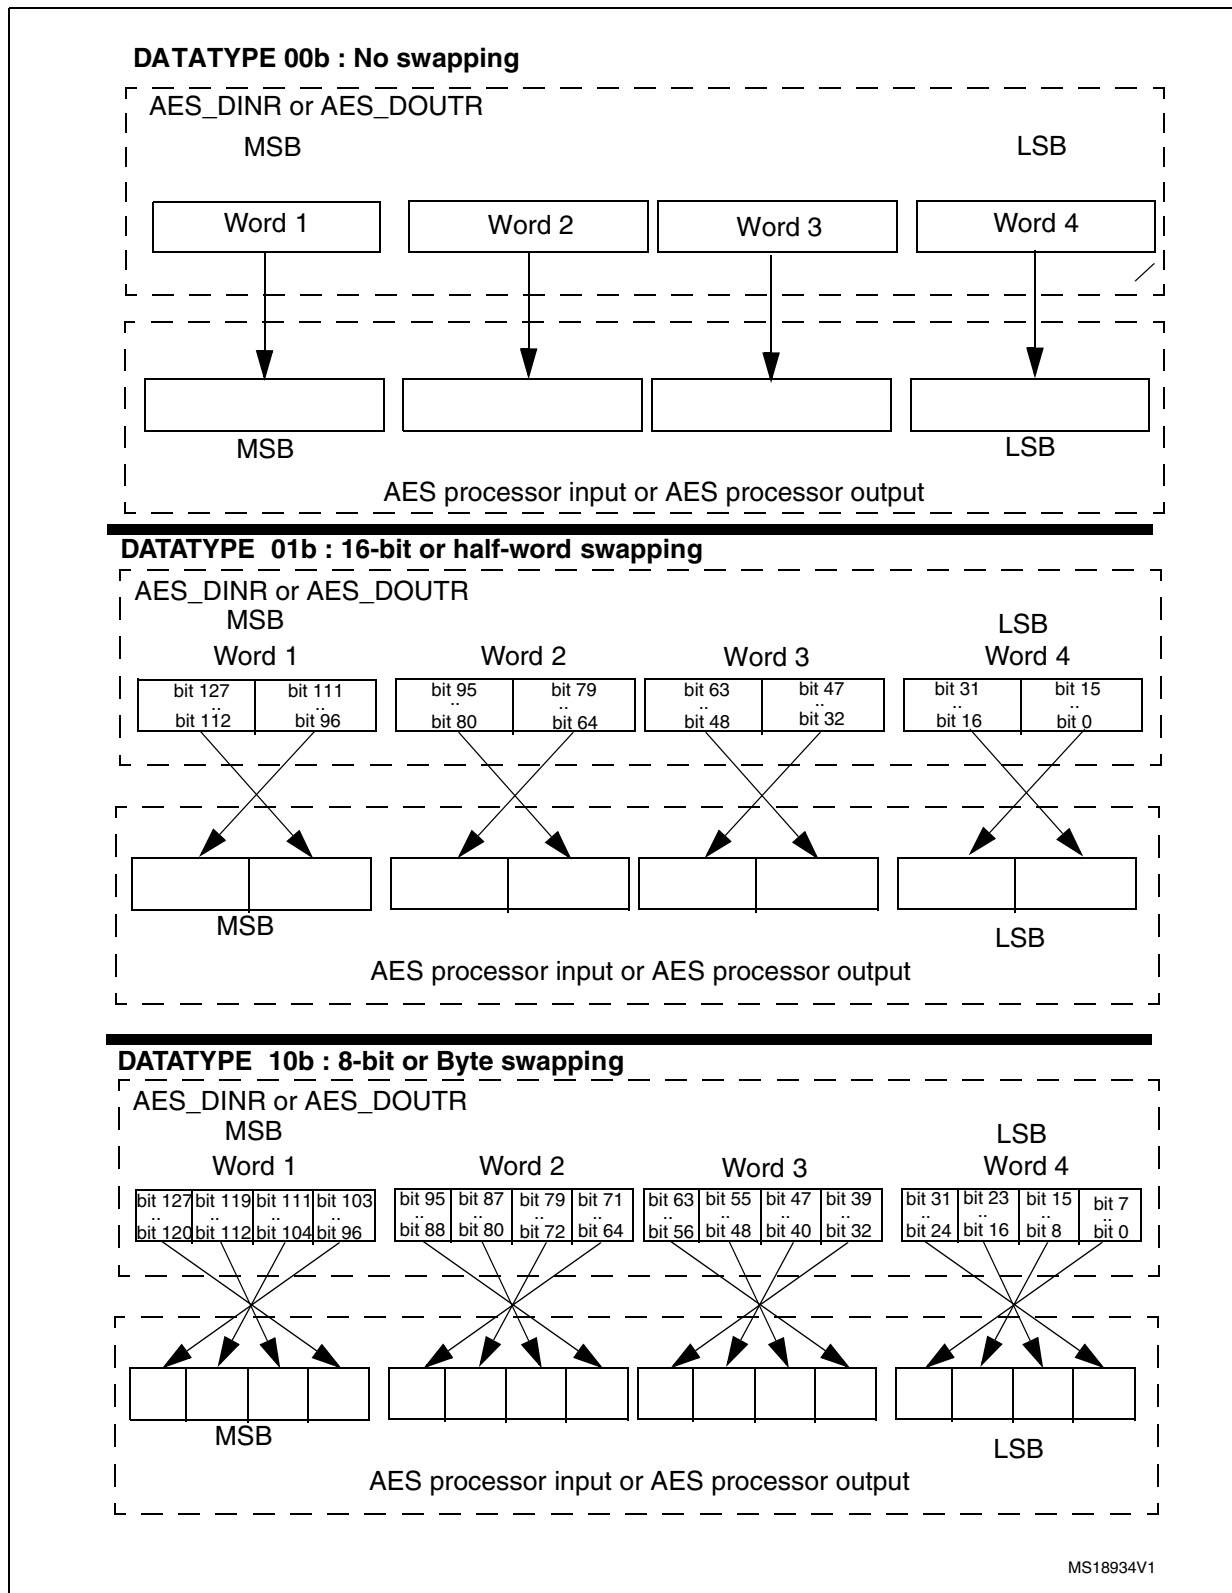 DATATYPE 00b : No swapping
AES_DINR or AES_DOUTR
MSB LSB
Word 1 Word 2 Word 3 Word 4
MSB LSB
AES processor input or AES processor output
DATATYPE 01b : 16-bit or half-word swapping
AES_DINR or AES_DOUTR
MSB LSB
Word 1 Word 2 Word 3 Word 4
bit 127 bit 111 bit 95 bit 79 bit 63 bit 47 bit 31 bit 15
.. .. .. .. .. .. .. ..
bit 112 bit 96 bit 80 bit 64 bit 48 bit 32 bit 16 bit 0
MSB LSB
AES processor input or AES processor output
DATATYPE 10b : 8-bit or Byte swapping
AES_DINR or AES_DOUTR
MSB LSB
Word 1 Word 2 Word 3 Word 4
bit 127 bit 119 bit 111 bit 103 bit 95 bit 87 bit 79 bit 71 bit 63 bit 55 bit 47 bit 39 bit 31 bit 23 bit 15 bit 7
.. .. .. .. .. .. .. .. .. .. .. .. .. .. .. ..
bit 120 bit 112 bit 104 bit 96 bit 88 bit 80 bit 72 bit 64 bit 56 bit 48 bit 40 bit 32 bit 24 bit 16 bit 8 bit 0
MSB LSB
AES processor input or AES processor output
MS18934V1